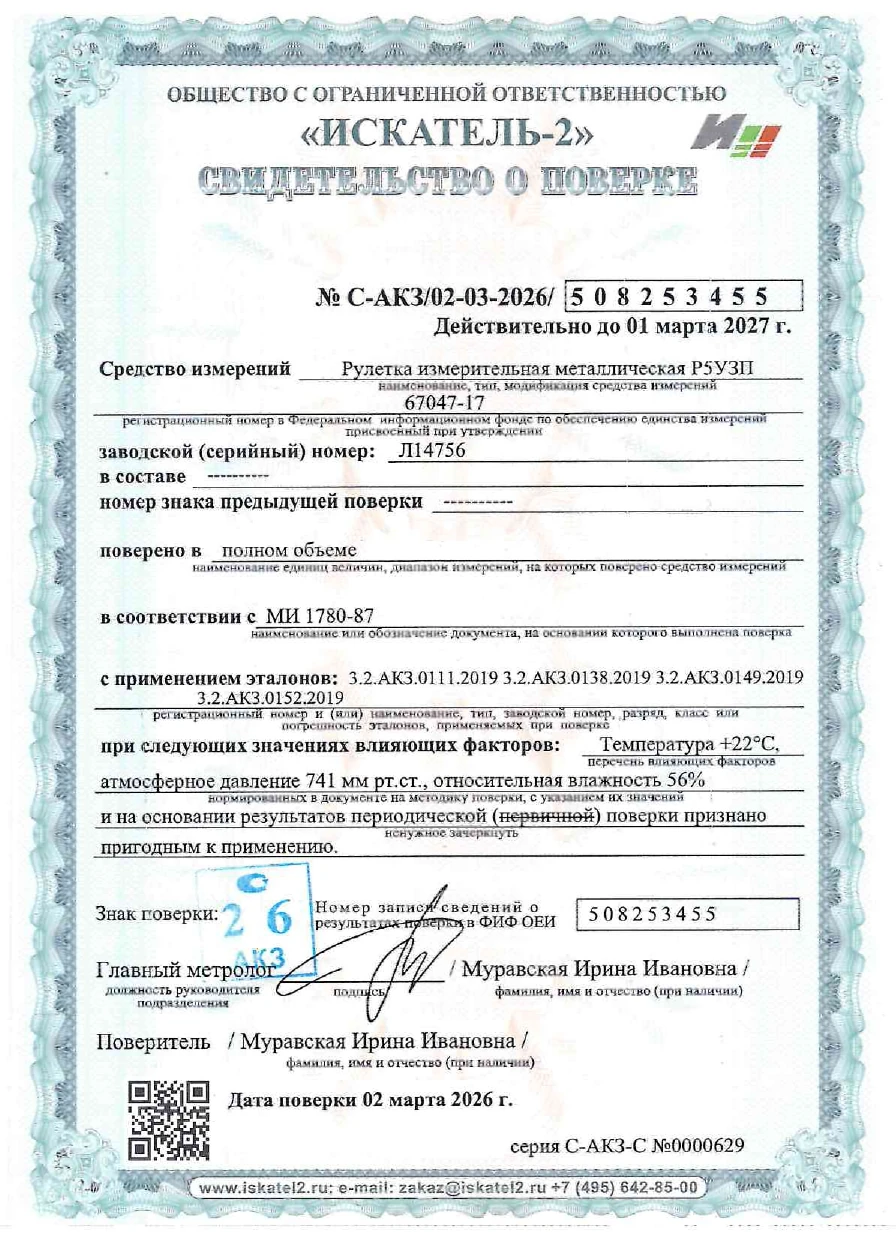 ОБЩЕСТВО С ОГРАНИЧЕННОЙ ОТВЕТСТВЕННОСТЬЮ
«ИСКАТЕЛЬ-2»
СВИДЕТЕЛЬСТВО О ПОВЕРКЕ
№ С-АКЗ/02-03-2026/ 508253455
Действительно до 01 марта 2027 г.
Средство измерений Рулетка измерительная металлическая Р5УЗП
наименование, тип, модификация средства измерений
67047-17
регистрационный номер в Федеральном информационном фонде по обеспечению единства измерений
присвоенный при утверждении
заводской (серийный) номер: Л14756
в составе ----------
номер знака предыдущей поверки ----------
поверено в полном объеме
наименование единиц величин, диапазон измерений, на которых поверено средство измерений
в соответствии с МИ 1780-87
наименование или обозначение документа, на основании которого выполнена поверка
с применением эталонов: 3.2.АКЗ.0111.2019 3.2.АКЗ.0138.2019 3.2.АКЗ.0149.2019
3.2.АКЗ.0152.2019
регистрационный номер и (или) наименование, тип, заводской номер, разряд, класс или
погрешность эталонов, применяемых при поверке
при следующих значениях влияющих факторов: Температура +22°C,
перечень влияющих факторов
атмосферное давление 741 мм рт.ст., относительная влажность 56%
нормированных в документе на методику поверки, с указанием их значений
и на основании результатов периодической (первичной) поверки признано
ненужное зачеркнуть
пригодным к применению.
Знак поверки:
2 6
АКЗ
Номер записи сведений о
результатах поверки в ФИФ ОЕИ
508253455
Главный метролог / Муравская Ирина Ивановна /
должность руководителя
подразделения
подпись
фамилия, имя и отчество (при наличии)
Поверитель / Муравская Ирина Ивановна /
фамилия, имя и отчество (при наличии)
Дата поверки 02 марта 2026 г.
серия С-АКЗ-С №0000629
www.iskatel2.ru; e-mail: zakaz@iskatel2.ru +7 (495) 642-85-00